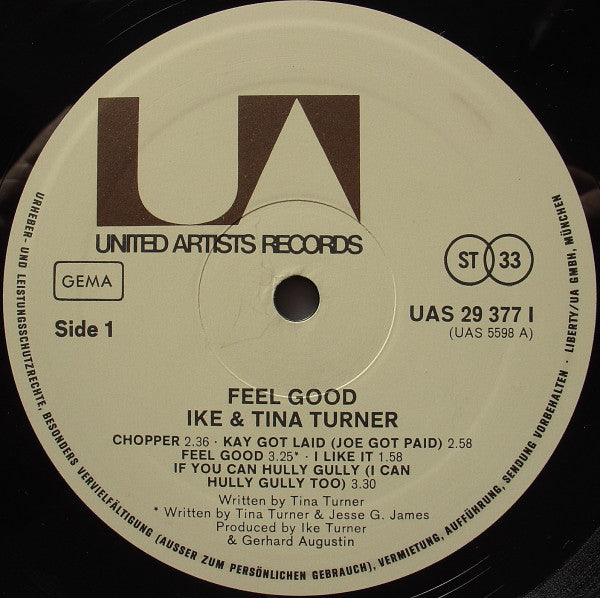 UA
UNITED ARTISTS RECORDS
GEMA
ST 33
Side 1
UAS 29 377 I
(UAS 5598 A)
FEEL GOOD
IKE & TINA TURNER
CHOPPER 2.36 · KAY GOT LAID (JOE GOT PAID) 2.58
FEEL GOOD 3.25* · I LIKE IT 1.58
IF YOU CAN HULLY GULLY (I CAN
HULLY GULLY TOO) 3.30
Written by Tina Turner
* Written by Tina Turner & Jesse G. James
Produced by Ike Turner
& Gerhard Augustin
URHEBER- UND LEISTUNGSSCHUTZRECHTE, BESONDERS VERVIELFÄLTIGUNG (AUSSER ZUM PERSÖNLICHEN GEBRAUCH), VERMIETUNG, AUFFÜHRUNG, SENDUNG VORBEHALTEN · LIBERTY/UA GMBH, MÜNCHEN